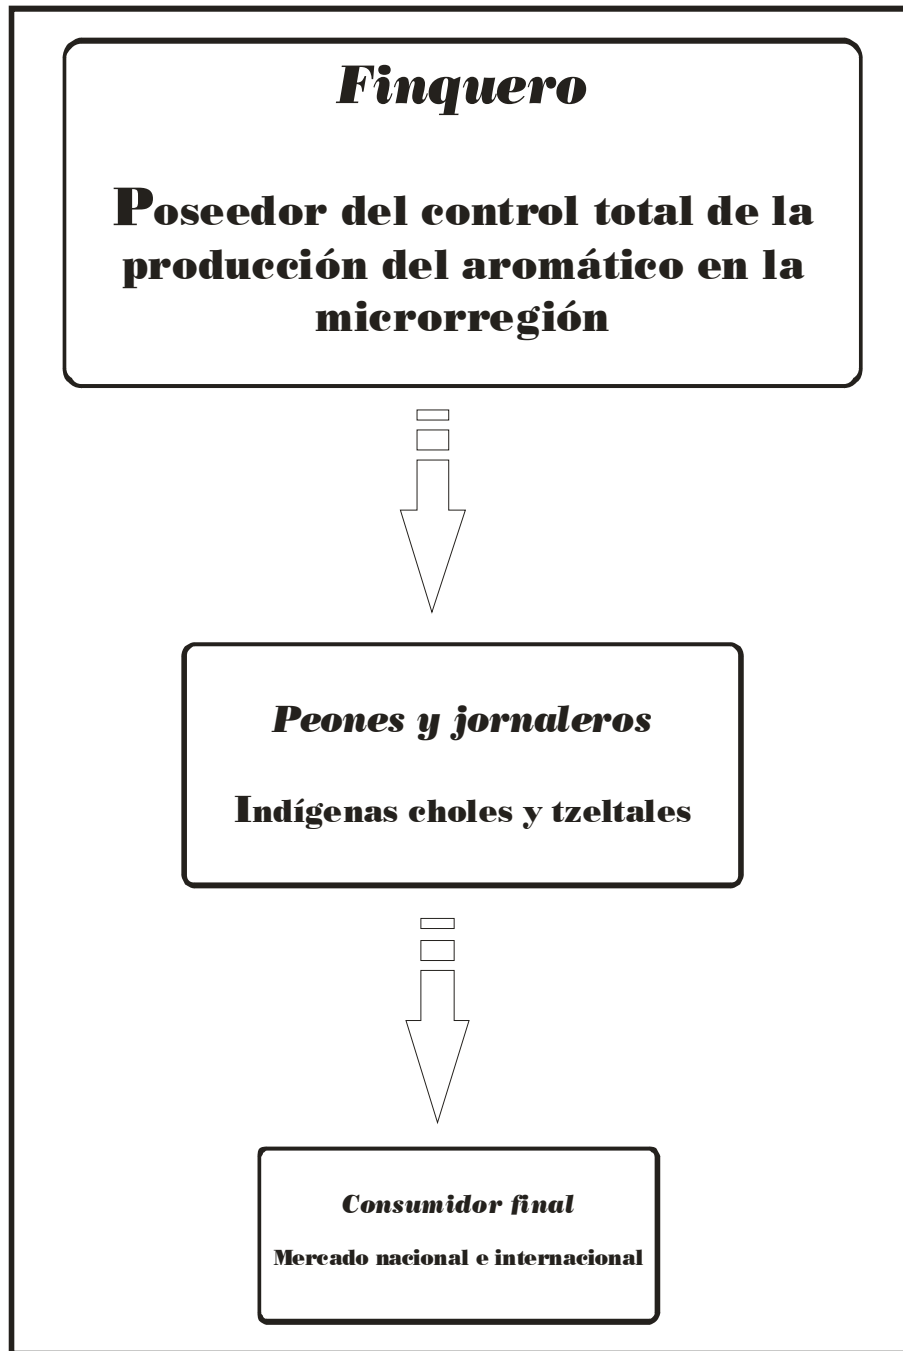 Finquero
Poseedor del control total de la
producción del aromático en la
microrregión
Peones y jornaleros
Indígenas choles y tzeltales
Consumidor final
Mercado nacional e internacional